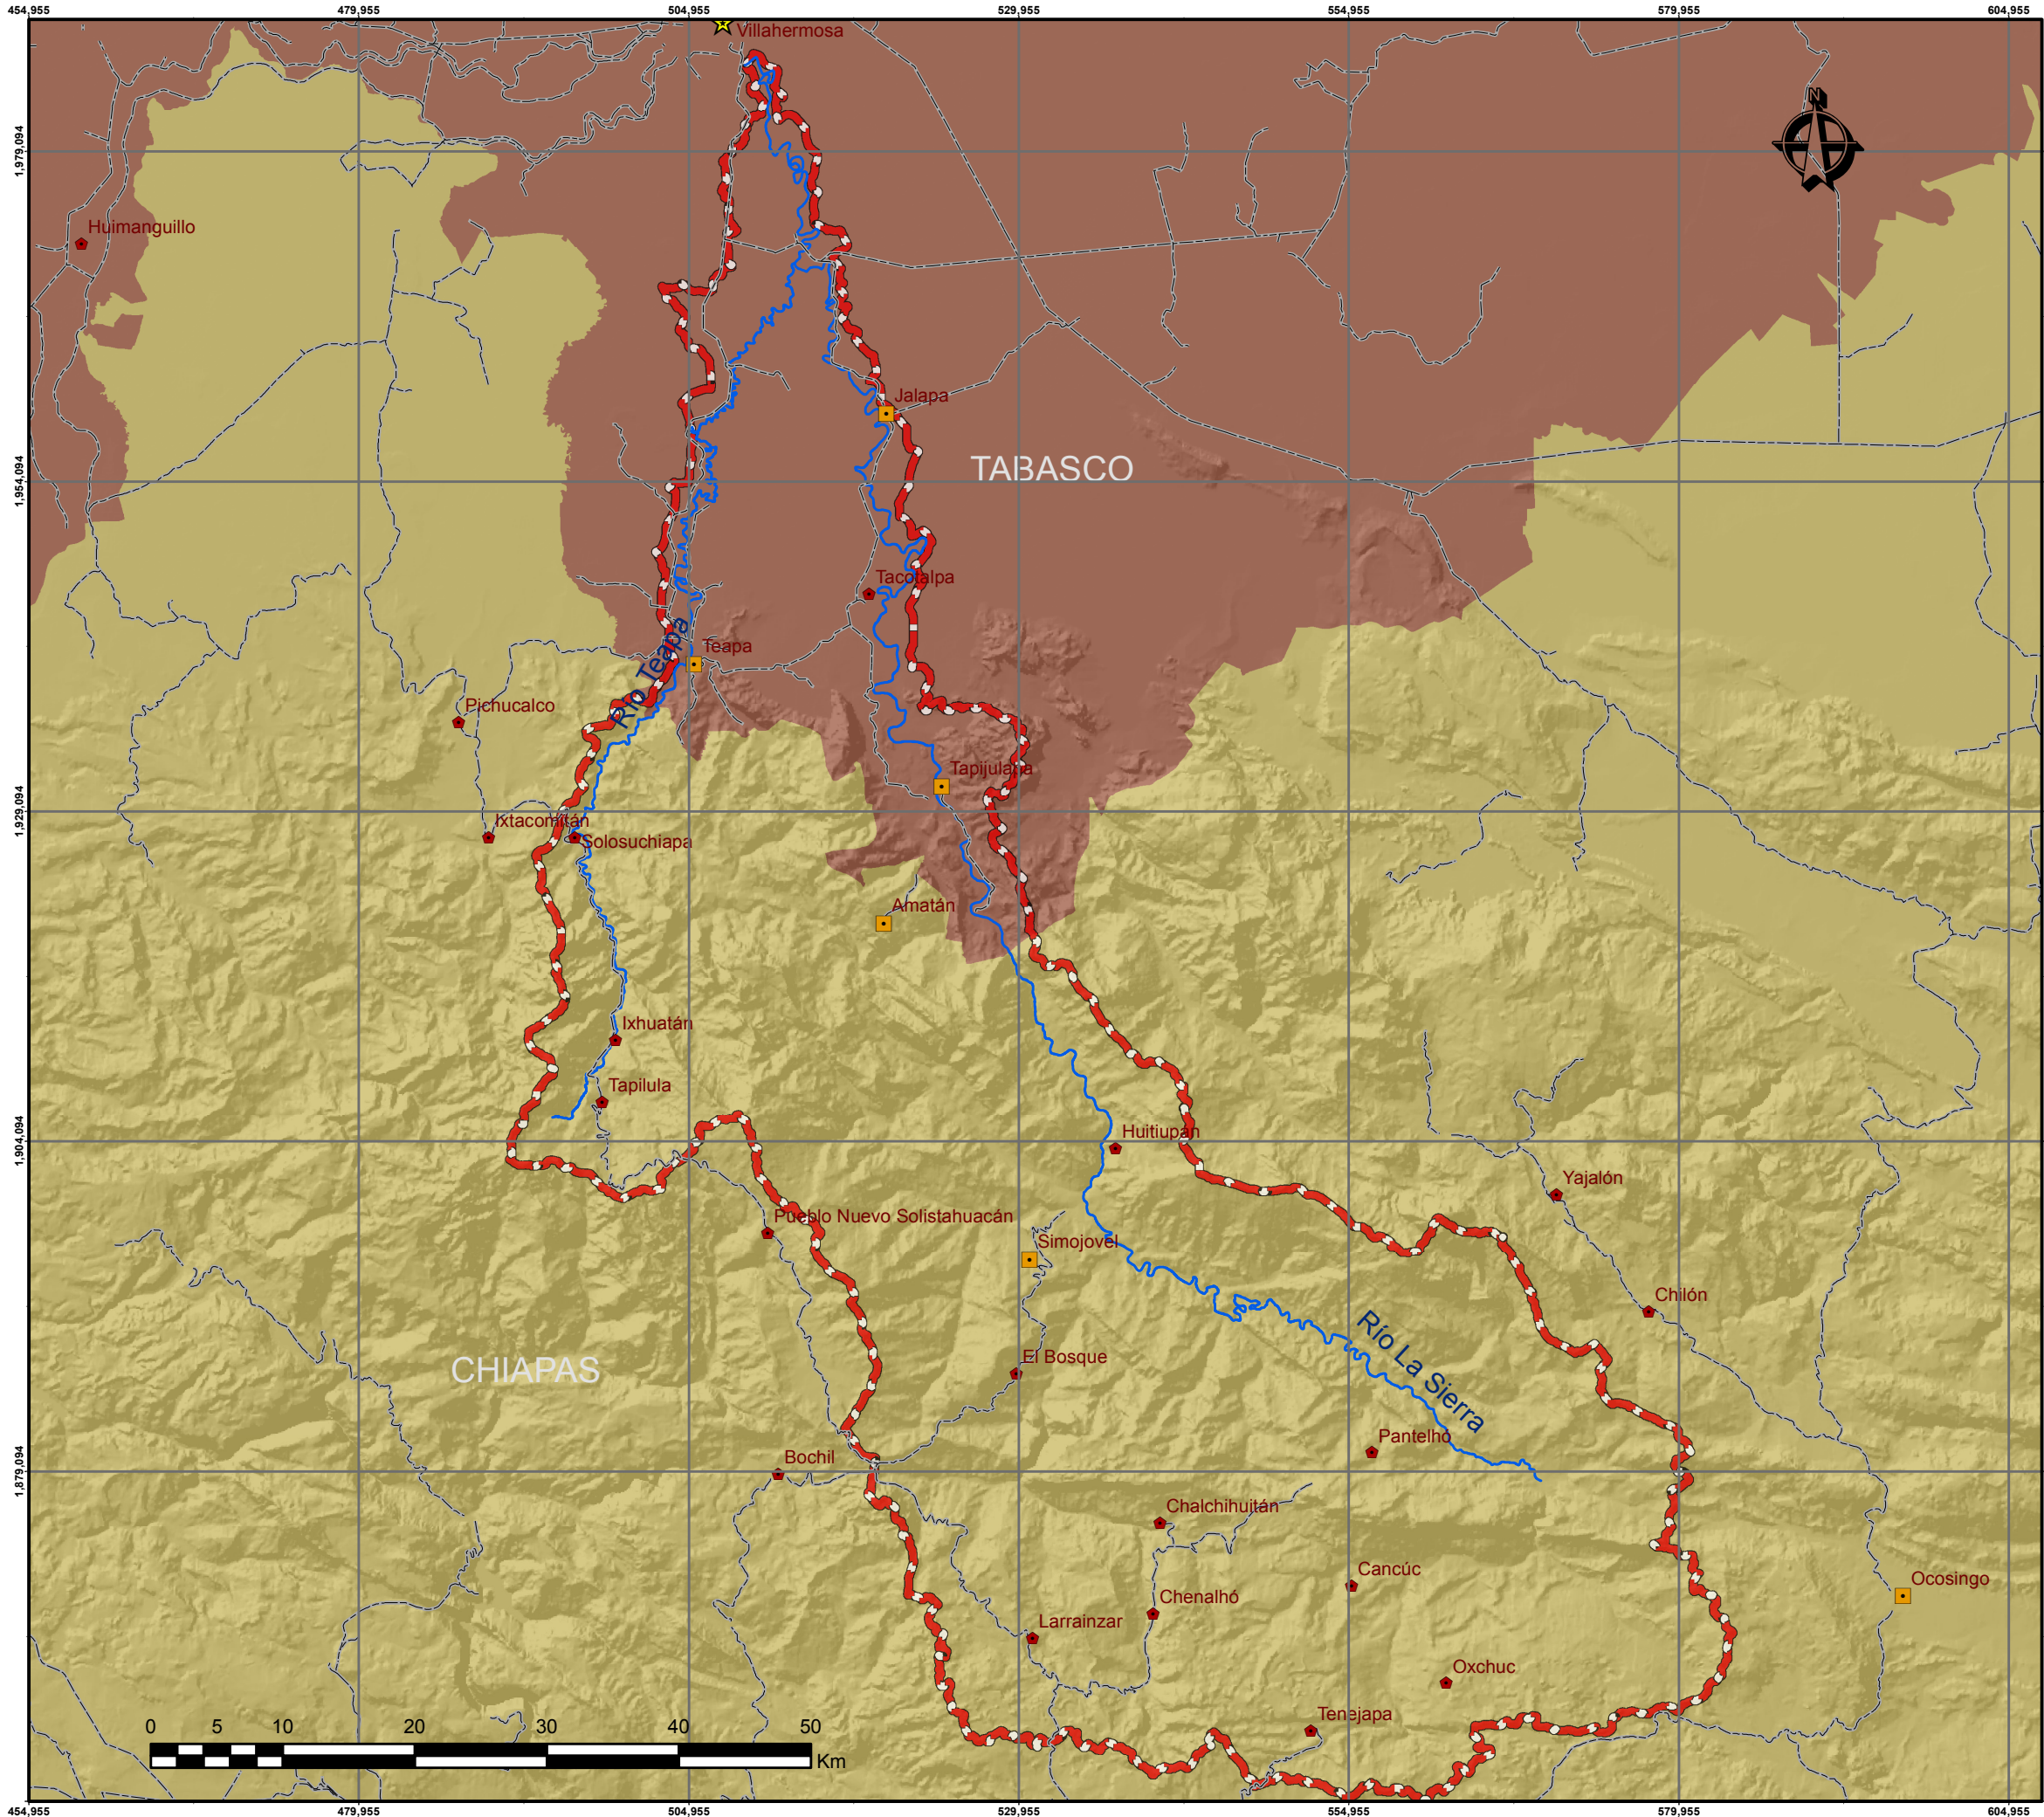 454,955 479,955 504,955 529,955 554,955 579,955 604,955
Villahermosa
N
1,979,094
Huimanguillo
Jalapa
TABASCO
1,954,094
Tacotalpa
Río Teapa
Teapa
Pichucalco
Tapijulapa
1,929,094
Ixtacomitán
Solosuchiapa
Amatán
Ixhuatán
Tapilula
Huitiupán
1,904,094
Yajalón
Pueblo Nuevo Solistahuacán
Simojovel
Chilón
El Bosque
CHIAPAS
Río La Sierra
Pantelhó
Bochil
1,879,094
Chalchihuitán
Cancúc
Ocosingo
Chenalhó
Larrainzar
Oxchuc
Tenejapa
0 5 10 20 30 40 50
Km
454,955 479,955 504,955 529,955 554,955 579,955 604,955